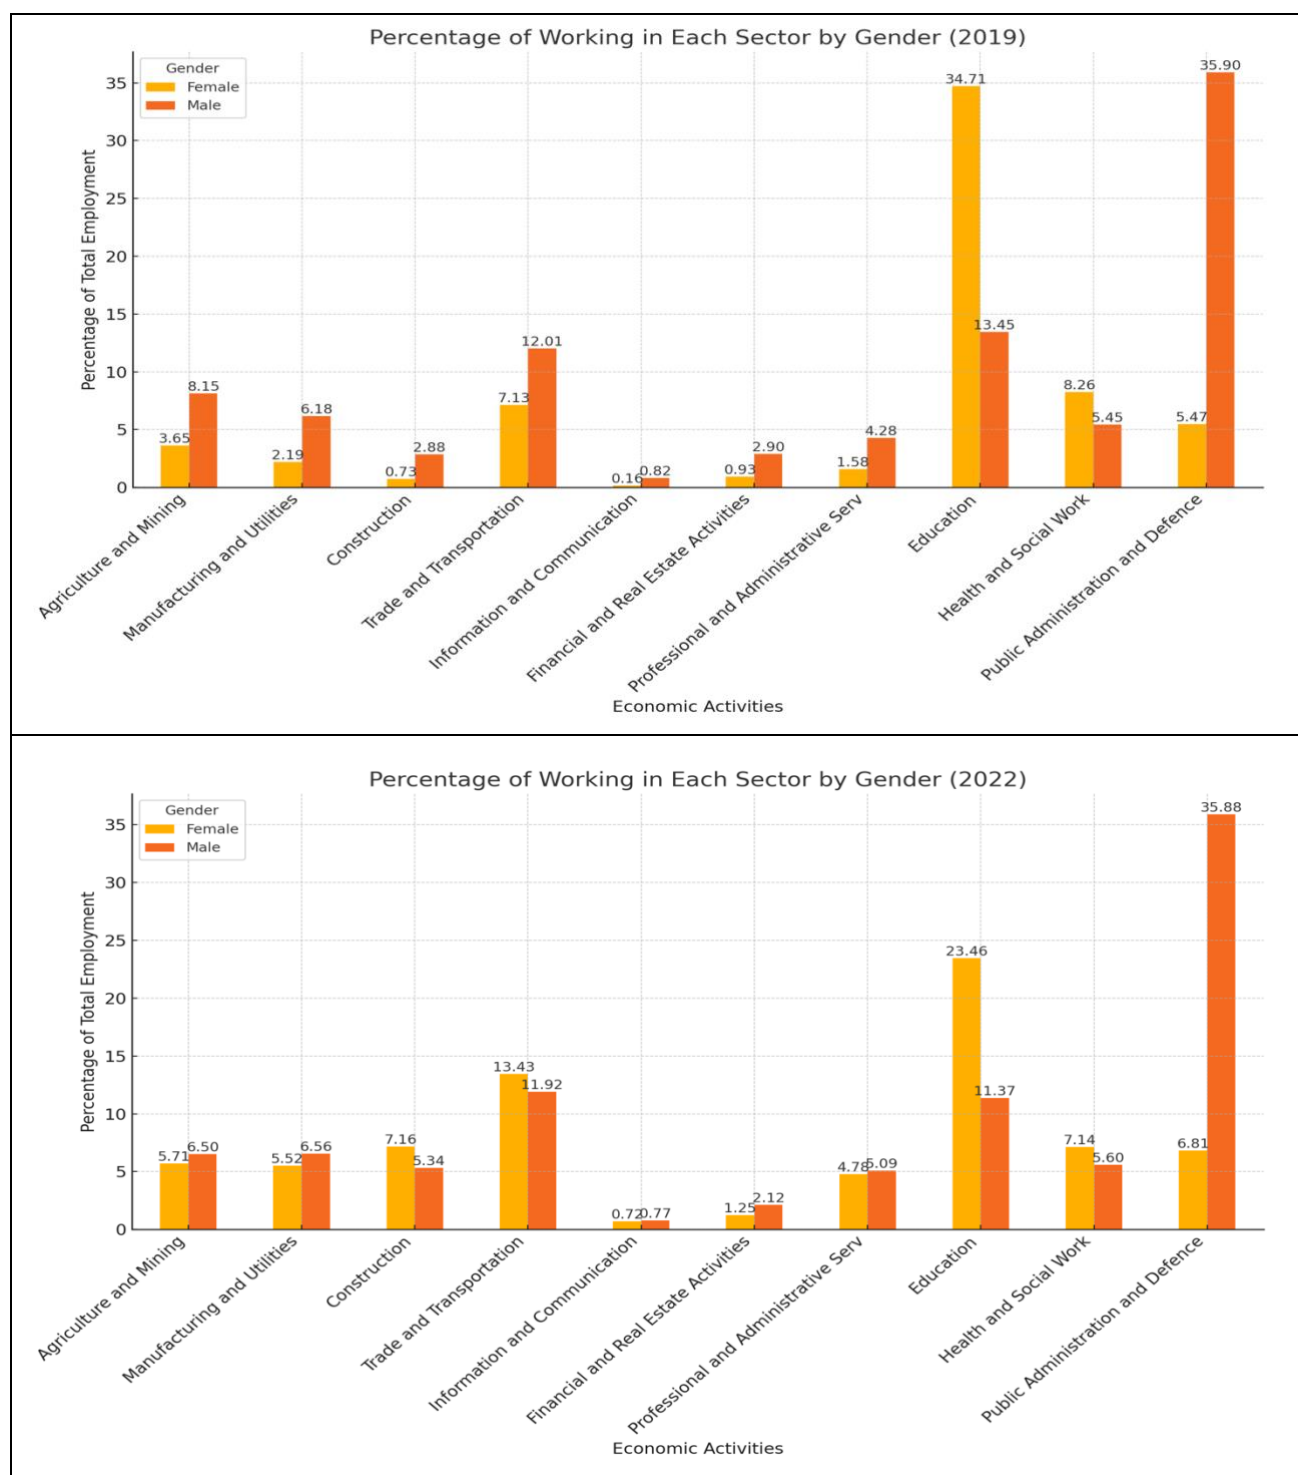 Percentage of Working in Each Sector by Gender (2019)
Gender
Female
Male
Percentage of Total Employment
35
30
25
20
15
10
5
0
3.65
8.15
2.19
6.18
0.73
2.88
7.13
12.01
0.16
0.82
0.93
2.90
1.58
4.28
34.71
13.45
8.26
5.45
5.47
35.90
Agriculture and Mining
Manufacturing and Utilities
Construction
Trade and Transportation
Information and Communication
Financial and Real Estate Activities
Professional and Administrative Serv
Education
Health and Social Work
Public Administration and Defence
Economic Activities
Percentage of Working in Each Sector by Gender (2022)
Gender
Female
Male
Percentage of Total Employment
35
30
25
20
15
10
5
0
5.71
6.50
5.52
6.56
7.16
5.34
13.43
11.92
0.72
0.77
1.25
2.12
4.78
5.09
23.46
11.37
7.14
5.60
6.81
35.88
Agriculture and Mining
Manufacturing and Utilities
Construction
Trade and Transportation
Information and Communication
Financial and Real Estate Activities
Professional and Administrative Serv
Education
Health and Social Work
Public Administration and Defence
Economic Activities